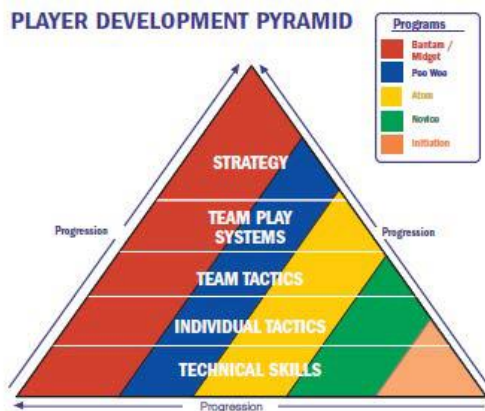 PLAYER DEVELOPMENT PYRAMID
Programs
Bantam /
Midget
Pee Wee
Atom
Novice
Initiation
STRATEGY
TEAM PLAY
SYSTEMS
Progression
Progression
TEAM TACTICS
INDIVIDUAL TACTICS
TECHNICAL SKILLS
Progression